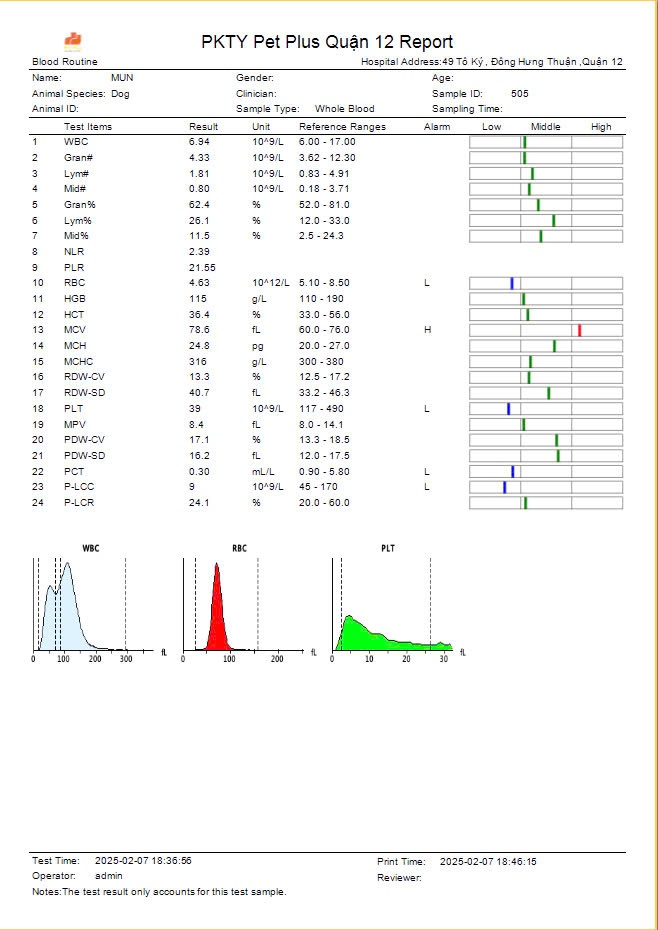 PKTY Pet Plus Quận 12 Report
Blood Routine Hospital Address:49 Tô Ký , Đông Hưng Thuận ,Quận 12
Name: MUN Gender: Age:
Animal Species: Dog Clinician: Sample ID: 505
Animal ID: Sample Type: Whole Blood Sampling Time:
Test Items Result Unit Reference Ranges Alarm Low Middle High
1 WBC 6.94 10^9/L 6.00 - 17.00
2 Gran# 4.33 10^9/L 3.62 - 12.30
3 Lym# 1.81 10^9/L 0.83 - 4.91
4 Mid# 0.80 10^9/L 0.18 - 3.71
5 Gran% 62.4 % 52.0 - 81.0
6 Lym% 26.1 % 12.0 - 33.0
7 Mid% 11.5 % 2.5 - 24.3
8 NLR 2.39
9 PLR 21.55
10 RBC 4.63 10^12/L 5.10 - 8.50 L
11 HGB 115 g/L 110 - 190
12 HCT 36.4 % 33.0 - 56.0
13 MCV 78.6 fL 60.0 - 76.0 H
14 MCH 24.8 pg 20.0 - 27.0
15 MCHC 316 g/L 300 - 380
16 RDW-CV 13.3 % 12.5 - 17.2
17 RDW-SD 40.7 fL 33.2 - 46.3
18 PLT 39 10^9/L 117 - 490 L
19 MPV 8.4 fL 8.0 - 14.1
20 PDW-CV 17.1 % 13.3 - 18.5
21 PDW-SD 16.2 fL 12.0 - 17.5
22 PCT 0.30 mL/L 0.90 - 5.80 L
23 P-LCC 9 10^9/L 45 - 170 L
24 P-LCR 24.1 % 20.0 - 60.0
WBC RBC PLT
0 100 200 300 fL 0 100 200 fL 0 10 20 30 fL
Test Time: 2025-02-07 18:36:56 Print Time: 2025-02-07 18:46:15
Operator: admin Reviewer:
Notes:The test result only accounts for this test sample.